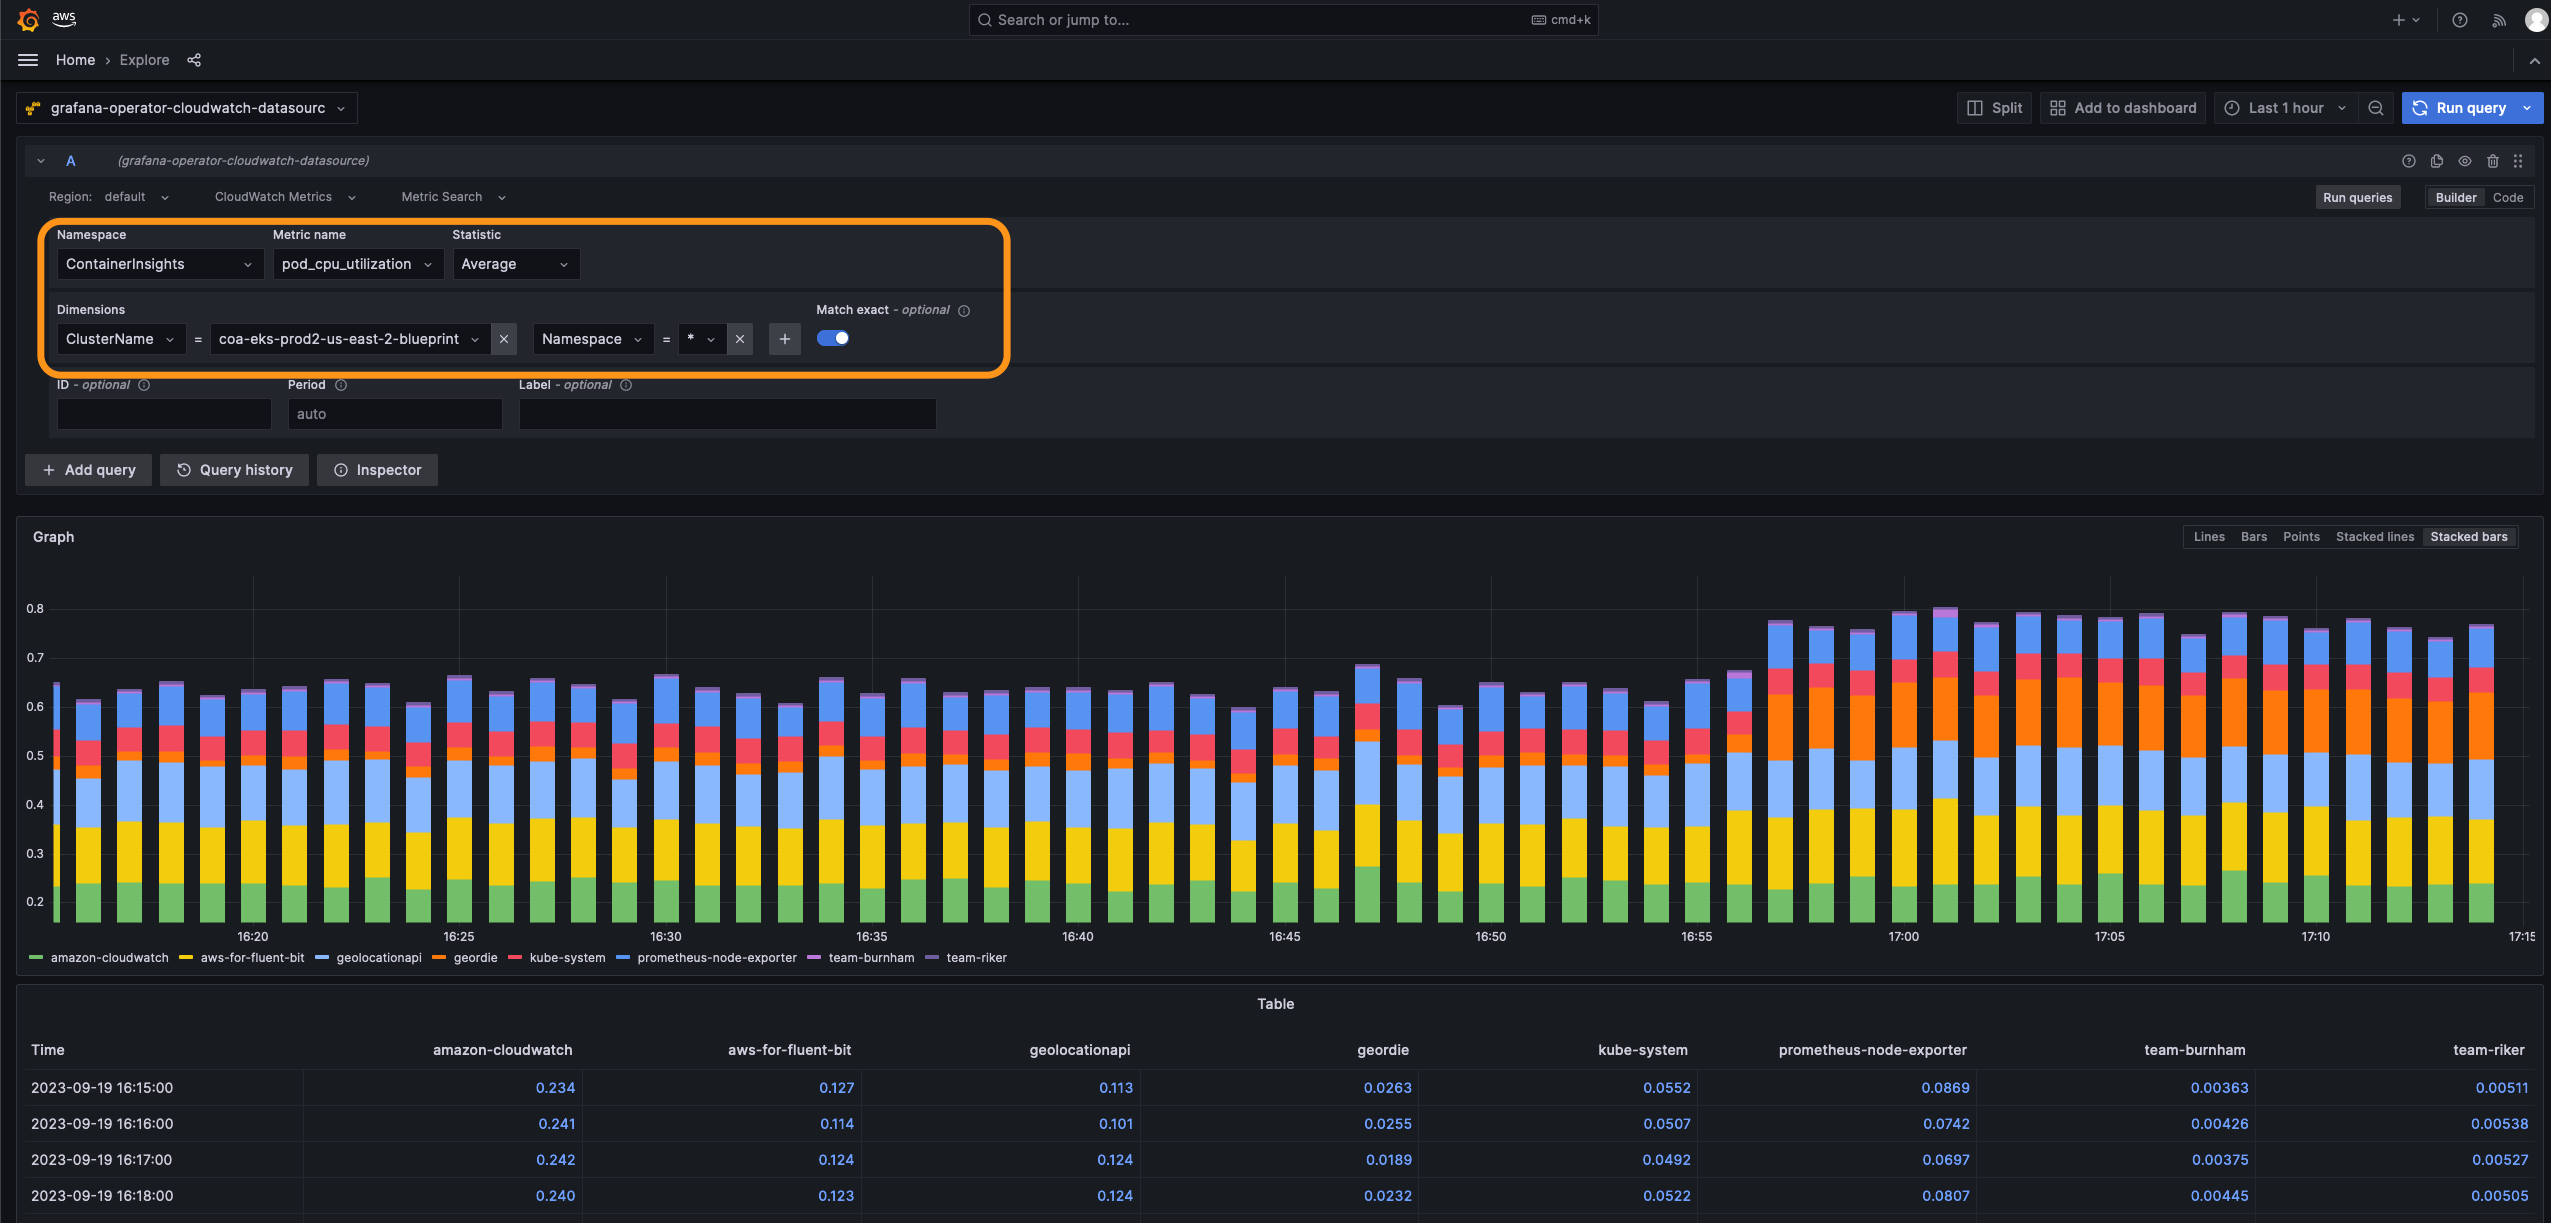 aws
Search or jump to...
cmd+k
Home › Explore
grafana-operator-cloudwatch-datasourc
Split
Add to dashboard
Last 1 hour
Run query
A
(grafana-operator-cloudwatch-datasource)
Region: default
CloudWatch Metrics
Metric Search
Run queries
Builder
Code
Namespace
Metric name
Statistic
ContainerInsights
pod_cpu_utilization
Average
Dimensions
Match exact - optional
ClusterName = coa-eks-prod2-us-east-2-blueprint
Namespace = *
ID - optional
Period
Label - optional
auto
+ Add query
Query history
Inspector
Graph
Lines Bars Points Stacked lines Stacked bars
0.8
0.7
0.6
0.5
0.4
0.3
0.2
16:20 16:25 16:30 16:35 16:40 16:45 16:50 16:55 17:00 17:05 17:10 17:15
amazon-cloudwatch aws-for-fluent-bit geolocationapi geordie kube-system prometheus-node-exporter team-burnham team-riker
Table
Time amazon-cloudwatch aws-for-fluent-bit geolocationapi geordie kube-system prometheus-node-exporter team-burnham team-riker
2023-09-19 16:15:00 0.234 0.127 0.113 0.0263 0.0552 0.0869 0.00363 0.00511
2023-09-19 16:16:00 0.241 0.114 0.101 0.0255 0.0507 0.0742 0.00426 0.00538
2023-09-19 16:17:00 0.242 0.124 0.124 0.0189 0.0492 0.0697 0.00375 0.00527
2023-09-19 16:18:00 0.240 0.123 0.124 0.0232 0.0522 0.0807 0.00445 0.00505